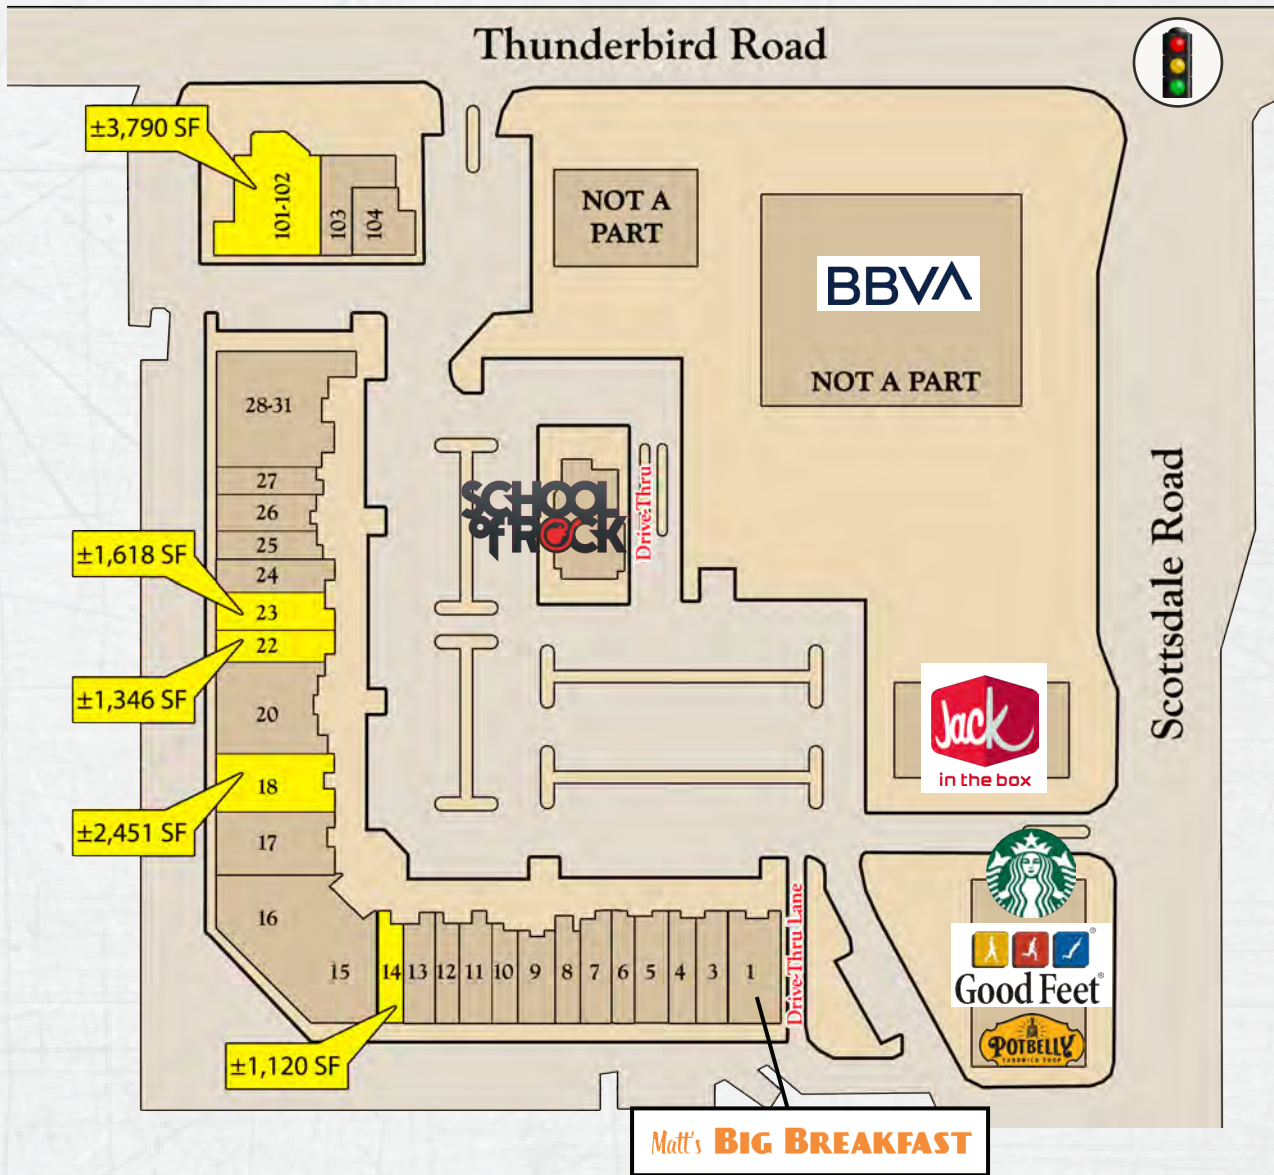 Thunderbird Road
±3,790 SF
101-102
103
104
NOT A
PART
BBVA
NOT A PART
28-31
27
26
25
24
23
22
20
18
17
16
15
14
13
12
11
10
9
8
7
6
5
4
3
1
±1,618 SF
±1,346 SF
±2,451 SF
±1,120 SF
SCHOOL
of ROCK
Drive-Thru
Scottsdale Road
Jack
in the box
Drive-Thru Lane
Good Feet®
POTBELLY
SANDWICH SHOP
Matt's BIG BREAKFAST